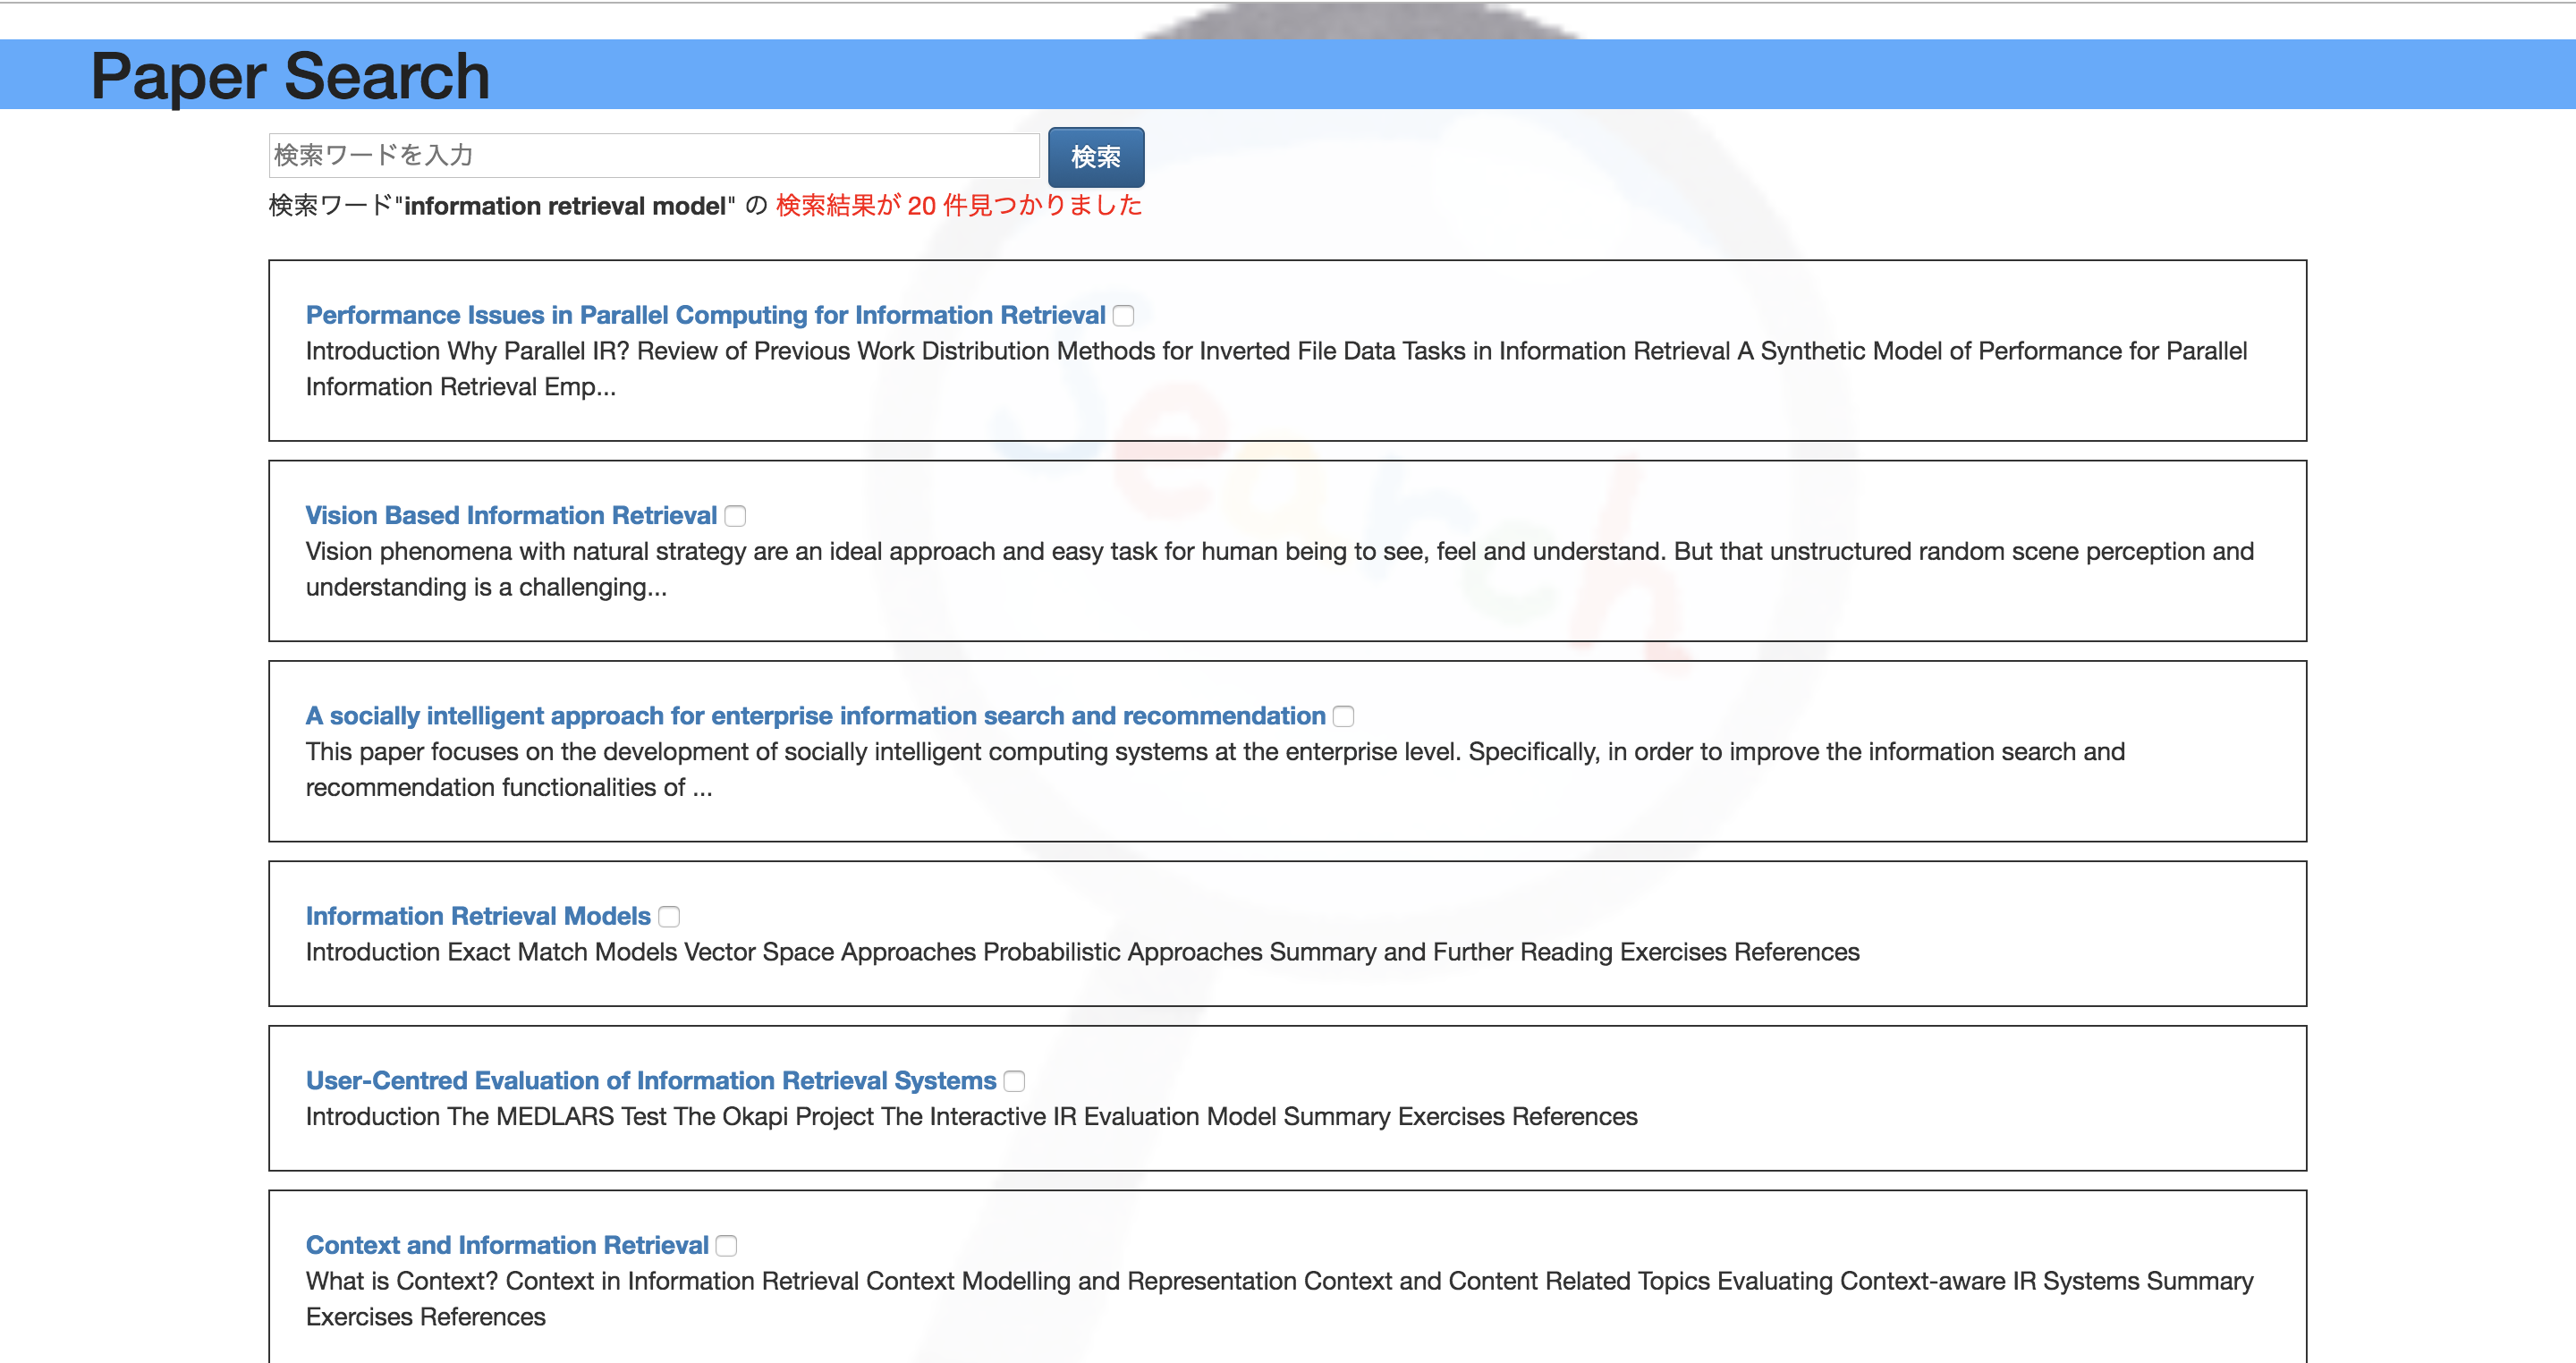 Paper Search
検索ワードを入力
検索
検索ワード"information retrieval model" の 検索結果が 20 件見つかりました
Search
Performance Issues in Parallel Computing for Information Retrieval
Introduction Why Parallel IR? Review of Previous Work Distribution Methods for Inverted File Data Tasks in Information Retrieval A Synthetic Model of Performance for Parallel
Information Retrieval Emp...
Vision Based Information Retrieval
Vision phenomena with natural strategy are an ideal approach and easy task for human being to see, feel and understand. But that unstructured random scene perception and
understanding is a challenging...
A socially intelligent approach for enterprise information search and recommendation
This paper focuses on the development of socially intelligent computing systems at the enterprise level. Specifically, in order to improve the information search and
recommendation functionalities of ...
Information Retrieval Models
Introduction Exact Match Models Vector Space Approaches Probabilistic Approaches Summary and Further Reading Exercises References
User-Centred Evaluation of Information Retrieval Systems
Introduction The MEDLARS Test The Okapi Project The Interactive IR Evaluation Model Summary Exercises References
Context and Information Retrieval
What is Context? Context in Information Retrieval Context Modelling and Representation Context and Content Related Topics Evaluating Context-aware IR Systems Summary
Exercises References